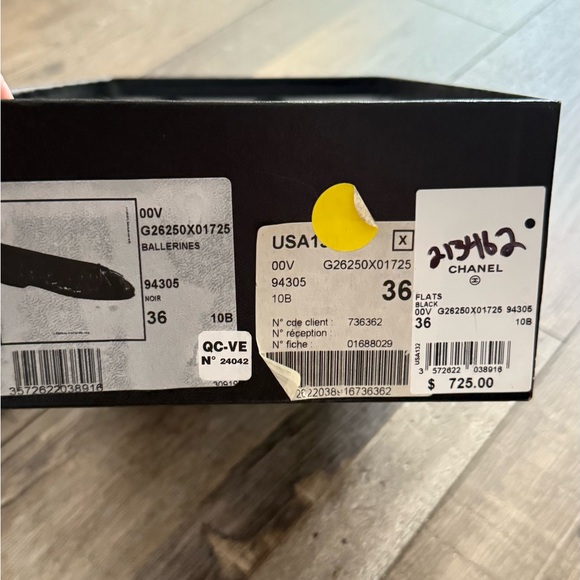 00V
G26250X01725
BALLERINES
94305
NOIR
36 10B
3572622038916
QC-VE
N° 24042
USA13
X
00V G26250X01725
94305
10B
36
N° cde client : 736362
N° réception :
N° fiche : 01688029
16736362
213462
CHANEL
FLATS
BLACK
00V G26250X01725 94305
36 10B
USA132
3 572622 038916
$ 725.00